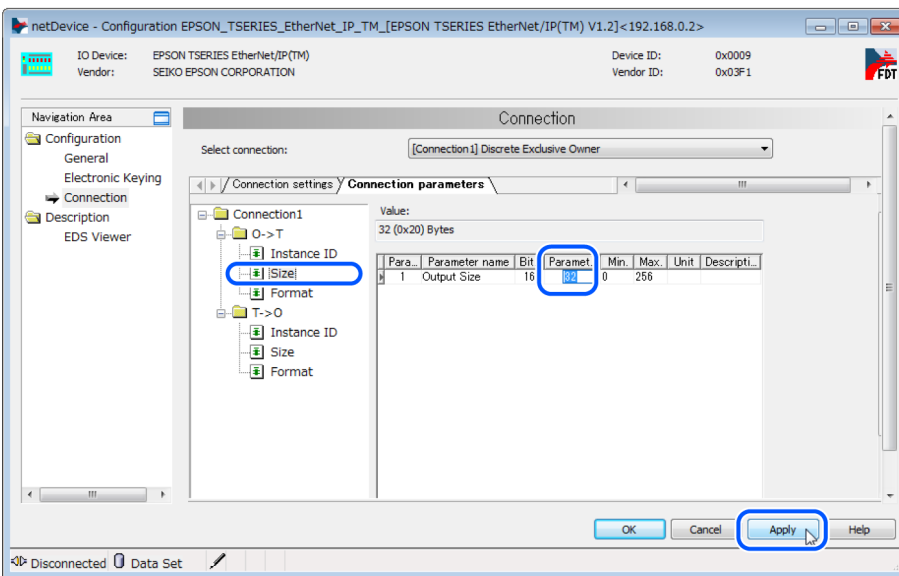 netDevice - Configuration EPSON_TSERIES_EtherNet_IP_TM_[EPSON TSERIES EtherNet/IP(TM) V1.2]<192.168.0.2>
IO Device: EPSON TSERIES EtherNet/IP(TM) Device ID: 0x0009
Vendor: SEIKO EPSON CORPORATION Vendor ID: 0x03F1
FDT
Navigation Area
Configuration
General
Electronic Keying
Connection
Description
EDS Viewer
Connection
Select connection: [Connection1] Discrete Exclusive Owner
Connection settings Connection parameters
Connection1
O->T
Instance ID
Size
Format
T->O
Instance ID
Size
Format
Value:
32 (0x20) Bytes
Para... Parameter name Bit Paramet. Min. Max. Unit Descripti...
1 Output Size 16 32 0 256
OK Cancel Apply Help
Disconnected Data Set